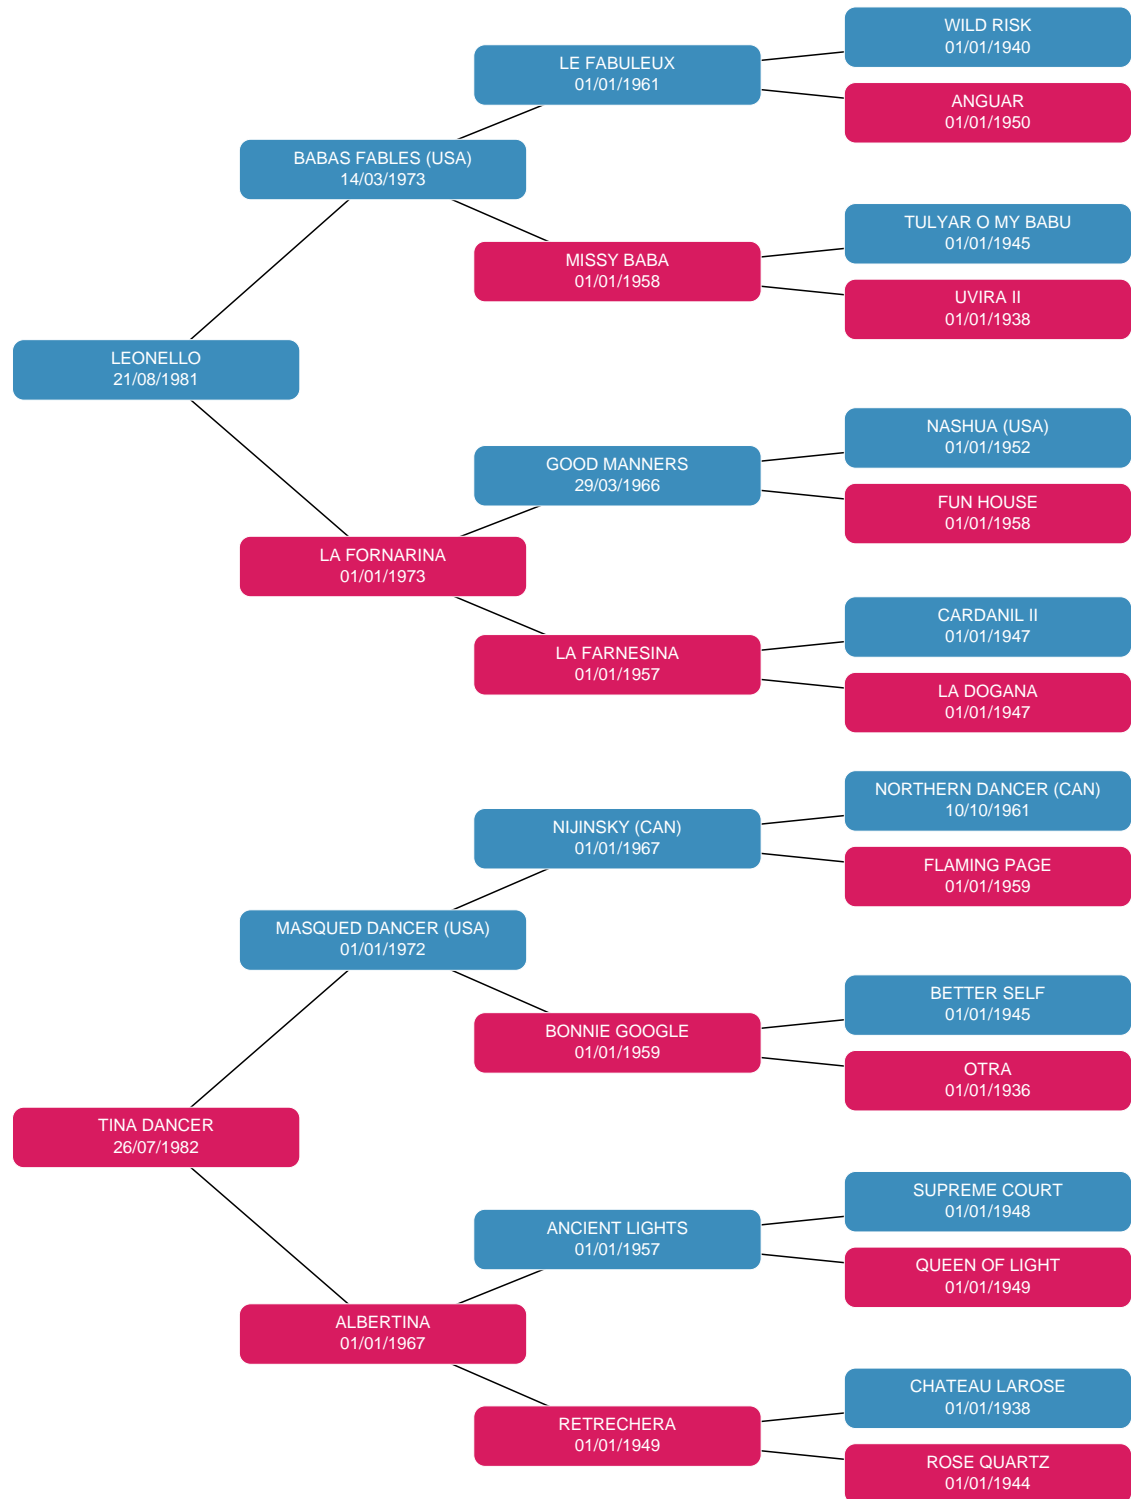 WILD RISK
01/01/1940
LE FABULEUX
01/01/1961
ANGUAR
01/01/1950
BABAS FABLES (USA)
14/03/1973
TULYAR O MY BABU
01/01/1945
MISSY BABA
01/01/1958
UVIRA II
01/01/1938
LEONELLO
21/08/1981
NASHUA (USA)
01/01/1952
GOOD MANNERS
29/03/1966
FUN HOUSE
01/01/1958
LA FORNARINA
01/01/1973
CARDANIL II
01/01/1947
LA FARNESINA
01/01/1957
LA DOGANA
01/01/1947
NORTHERN DANCER (CAN)
10/10/1961
NIJINSKY (CAN)
01/01/1967
FLAMING PAGE
01/01/1959
MASQUED DANCER (USA)
01/01/1972
BETTER SELF
01/01/1945
BONNIE GOOGLE
01/01/1959
OTRA
01/01/1936
TINA DANCER
26/07/1982
SUPREME COURT
01/01/1948
ANCIENT LIGHTS
01/01/1957
QUEEN OF LIGHT
01/01/1949
ALBERTINA
01/01/1967
CHATEAU LAROSE
01/01/1938
RETRECHERA
01/01/1949
ROSE QUARTZ
01/01/1944